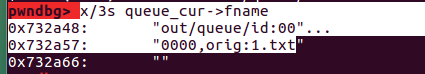 pwndbg> x/3s queue_cur->fname
0x732a48: "out/queue/id:00"...
0x732a57: "0000,orig:1.txt"
0x732a66: ""